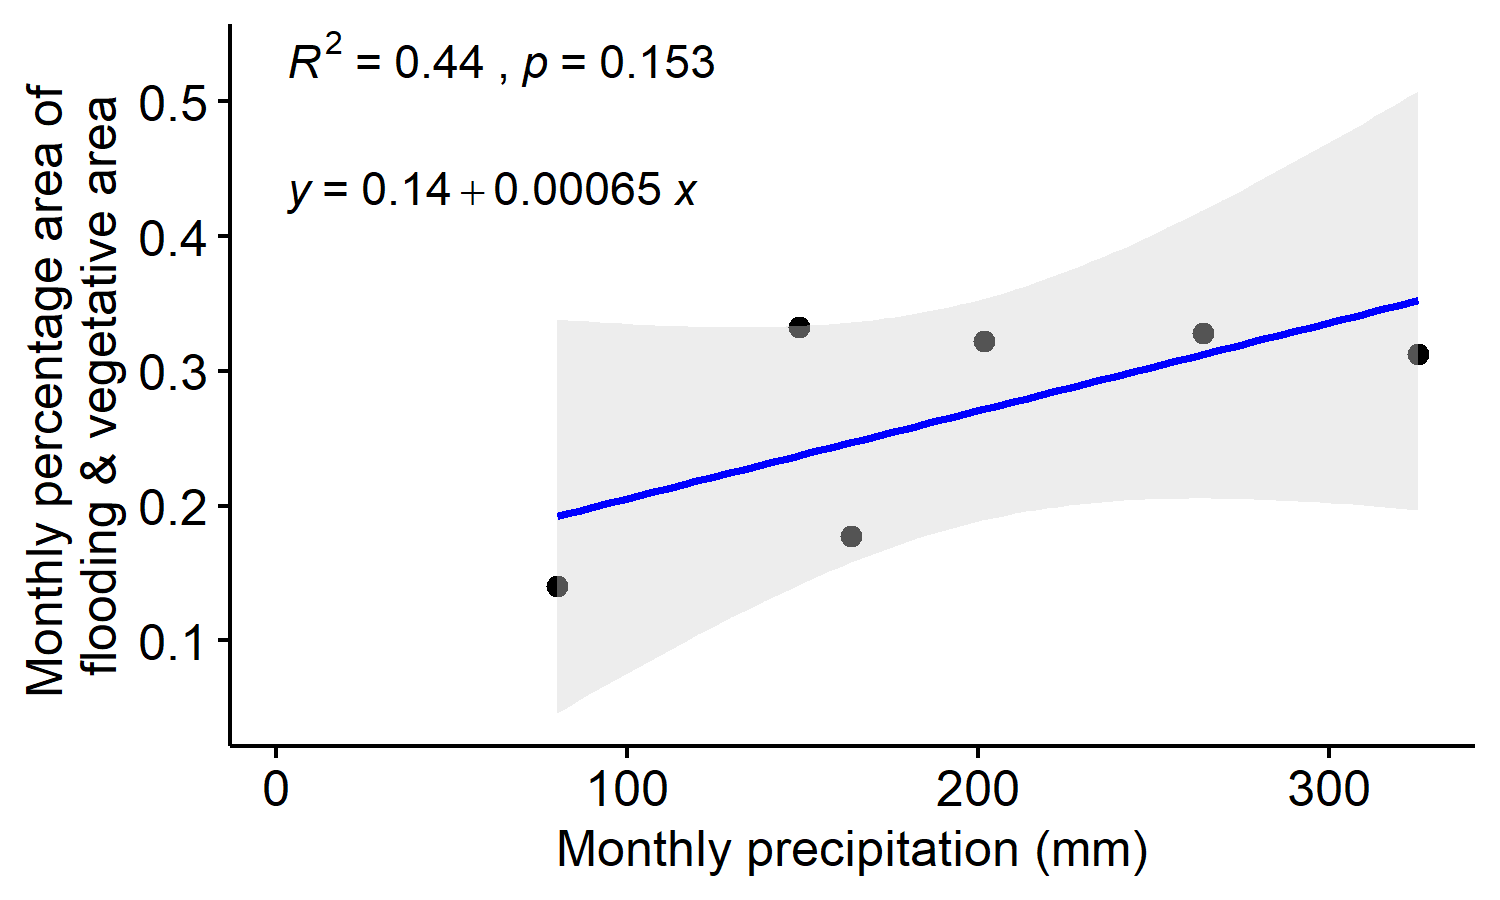 R² = 0.44 , p = 0.153
y = 0.14 + 0.00065 x
Monthly percentage area of
flooding & vegetative area
0.5
0.4
0.3
0.2
0.1
0 100 200 300
Monthly precipitation (mm)